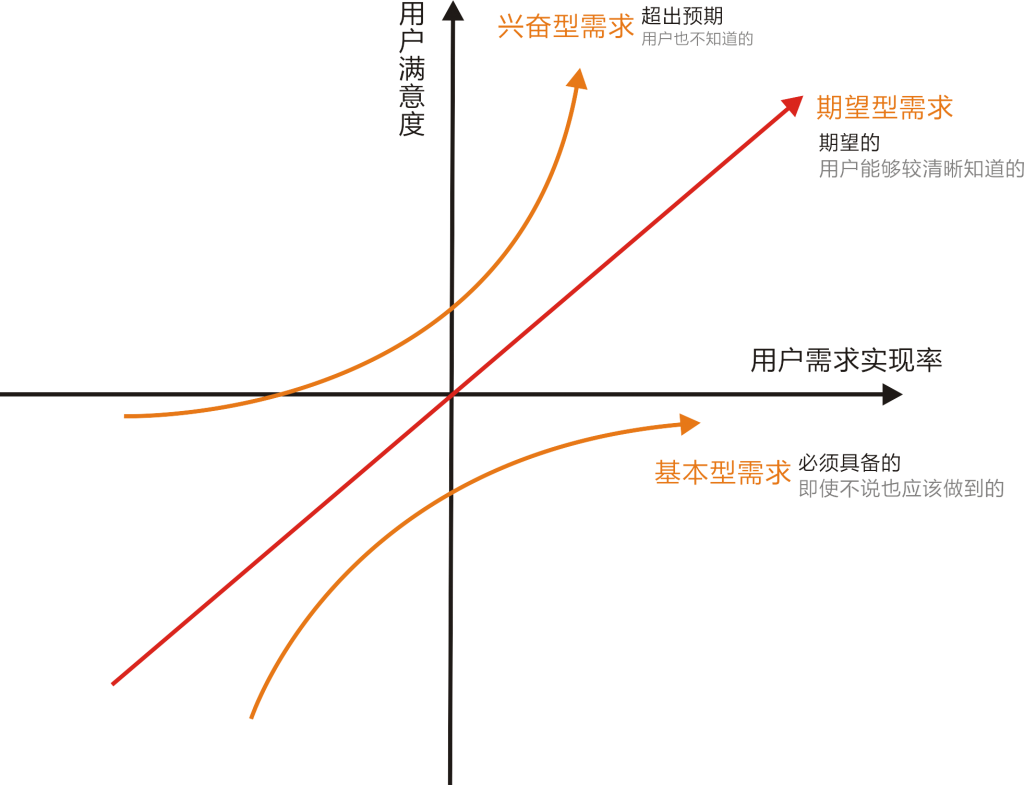 用户满意度
兴奋型需求
超出预期
用户也不知道的
期望型需求
期望的
用户能够较清晰知道的
用户需求实现率
基本型需求
必须具备的
即使不说也应该做到的